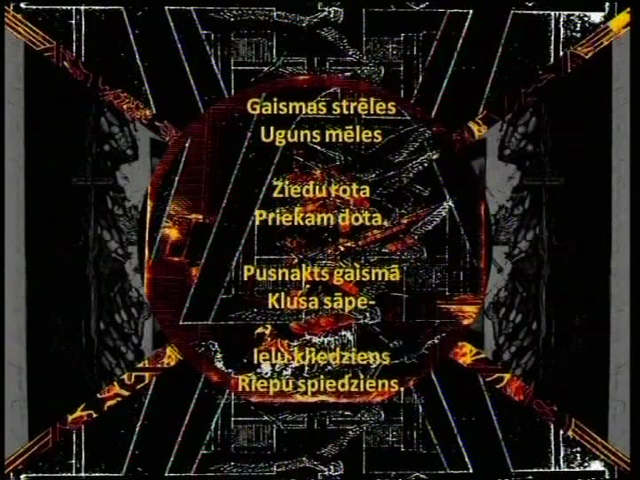 Gaismas strēles
Uguns mēles
Ziedu rota
Priekam dota.
Pusnakts gaismā
Klusa sāpe-
Ielu kliedziens
Riepu spiedziens.